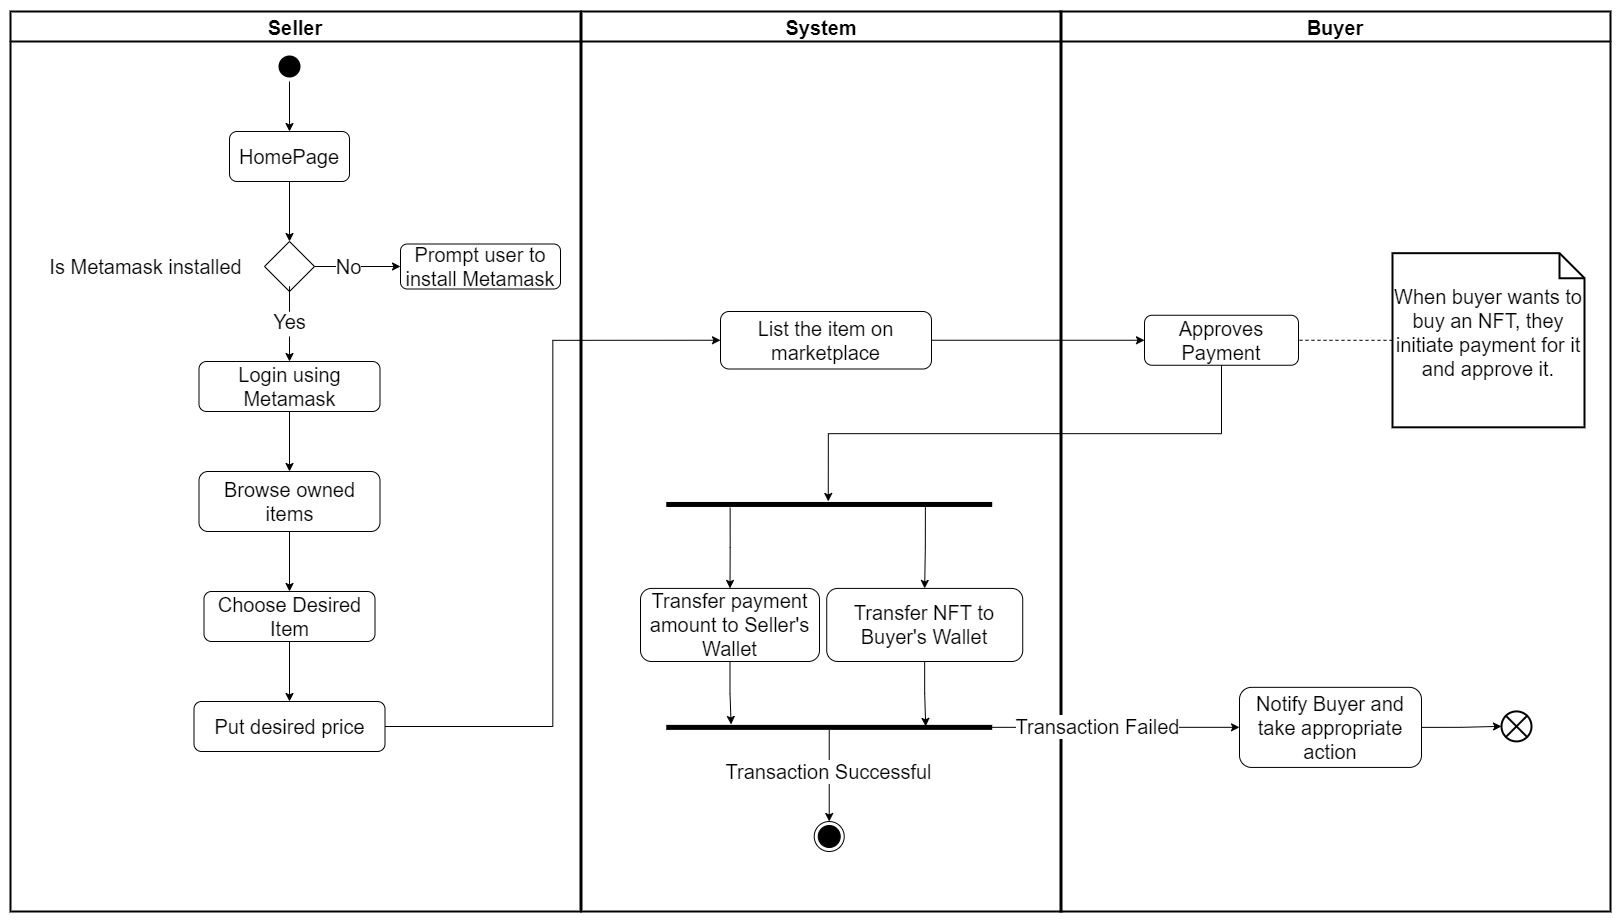 Seller
System
Buyer
HomePage
Is Metamask installed
No
Prompt user to
install Metamask
Yes
Login using
Metamask
Browse owned
items
Choose Desired
Item
Put desired price
List the item on
marketplace
Approves
Payment
When buyer wants to
buy an NFT, they
initiate payment for it
and approve it.
Transfer payment
amount to Seller's
Wallet
Transfer NFT to
Buyer's Wallet
Transaction Failed
Notify Buyer and
take appropriate
action
Transaction Successful